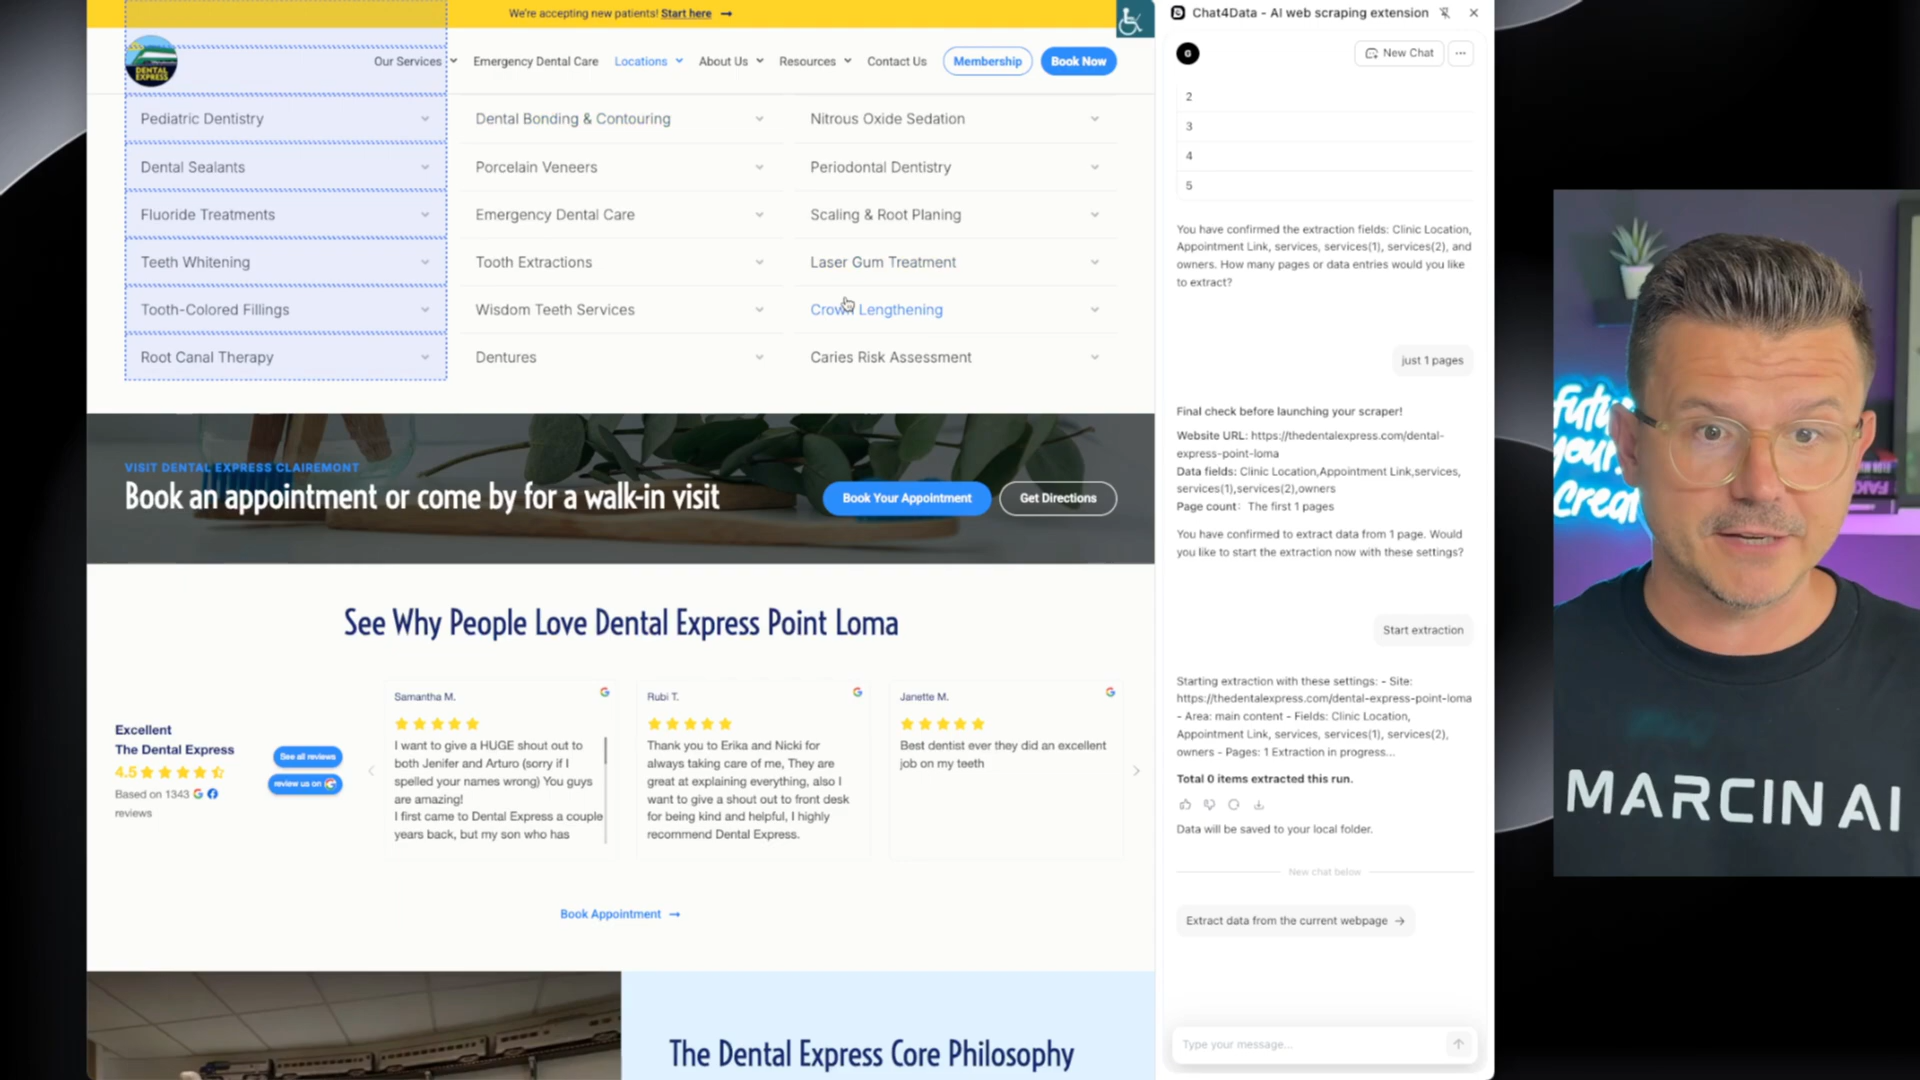 We're accepting new patients! Start here →
DENTAL EXPRESS
Our Services
Emergency Dental Care
Locations
About Us
Resources
Contact Us
Membership
Book Now
Pediatric Dentistry
Dental Bonding & Contouring
Nitrous Oxide Sedation
Dental Sealants
Porcelain Veneers
Periodontal Dentistry
Fluoride Treatments
Emergency Dental Care
Scaling & Root Planing
Teeth Whitening
Tooth Extractions
Laser Gum Treatment
Tooth-Colored Fillings
Wisdom Teeth Services
Crown Lengthening
Root Canal Therapy
Dentures
Caries Risk Assessment
VISIT DENTAL EXPRESS CLAIREMONT
Book an appointment or come by for a walk-in visit
Book Your Appointment
Get Directions
See Why People Love Dental Express Point Loma
Excellent
The Dental Express
4.5
Based on 1343
reviews
See all reviews
review us on
Samantha M.
I want to give a HUGE shout out to
both Jenifer and Arturo (sorry if I
spelled your names wrong) You guys
are amazing!
I first came to Dental Express a couple
years back, but my son who has
Rubi T.
Thank you to Erika and Nicki for
always taking care of me, They are
great at explaining everything, also I
want to give a shout out to front desk
for being kind and helpful, I highly
recommend Dental Express.
Janette M.
Best dentist ever they did an excellent
job on my teeth
Book Appointment →
The Dental Express Core Philosophy
Chat4Data - AI web scraping extension
G
New Chat
2
3
4
5
You have confirmed the extraction fields: Clinic Location,
Appointment Link, services, services(1), services(2), and
owners. How many pages or data entries would you like
to extract?
just 1 pages
Final check before launching your scraper!
Website URL: https://thedentalexpress.com/dental-
express-point-loma
Data fields: Clinic Location,Appointment Link,services,
services(1),services(2),owners
Page count: The first 1 pages
You have confirmed to extract data from 1 page. Would
you like to start the extraction now with these settings?
Start extraction
Starting extraction with these settings: - Site:
https://thedentalexpress.com/dental-express-point-loma
- Area: main content - Fields: Clinic Location,
Appointment Link, services, services(1), services(2),
owners - Pages: 1 Extraction in progress...
Total 0 items extracted this run.
Data will be saved to your local folder.
New chat below
Extract data from the current webpage →
Type your message...
MARCIN AI